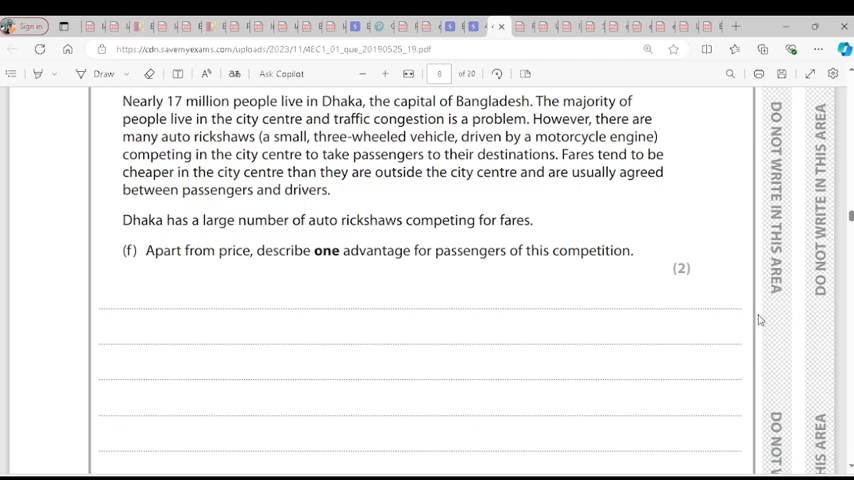 Sign in
https://cdn.savemyexams.com/uploads/2023/11/4EC1_01_que_20190525_19.pdf
Draw
Ask Copilot
8 of 20
Nearly 17 million people live in Dhaka, the capital of Bangladesh. The majority of
people live in the city centre and traffic congestion is a problem. However, there are
many auto rickshaws (a small, three-wheeled vehicle, driven by a motorcycle engine)
competing in the city centre to take passengers to their destinations. Fares tend to be
cheaper in the city centre than they are outside the city centre and are usually agreed
between passengers and drivers.
Dhaka has a large number of auto rickshaws competing for fares.
(f) Apart from price, describe one advantage for passengers of this competition.
(2)
DO NOT WRITE IN THIS AREA
DO NOT WRITE IN THIS AREA
DO NOT
HIS AREA